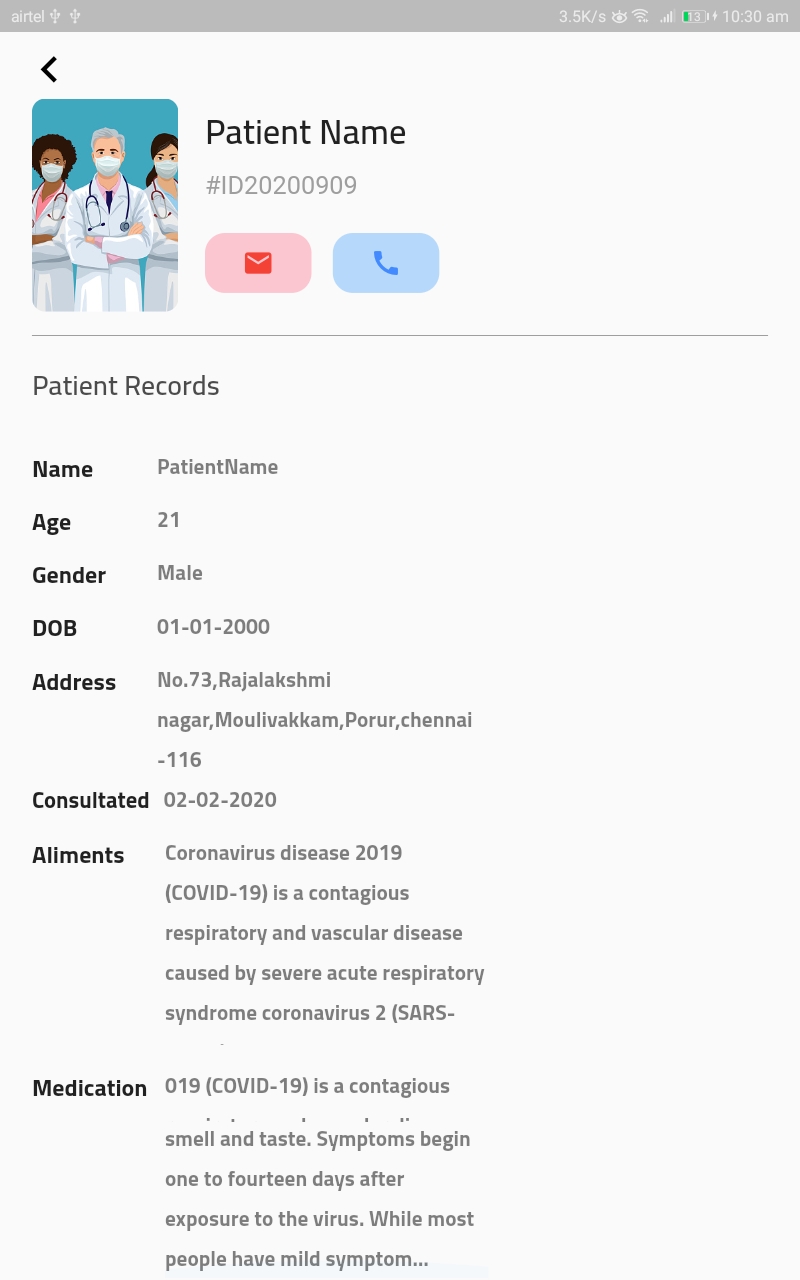 airtel 3.5K/s 13 10:30 am
Patient Name
#ID20200909
Patient Records
Name PatientName
Age 21
Gender Male
DOB 01-01-2000
Address No.73,Rajalakshmi
nagar,Moulivakkam,Porur,chennai
-116
Consultated 02-02-2020
Aliments Coronavirus disease 2019
(COVID-19) is a contagious
respiratory and vascular disease
caused by severe acute respiratory
syndrome coronavirus 2 (SARS-
Medication 019 (COVID-19) is a contagious
smell and taste. Symptoms begin
one to fourteen days after
exposure to the virus. While most
people have mild symptom...